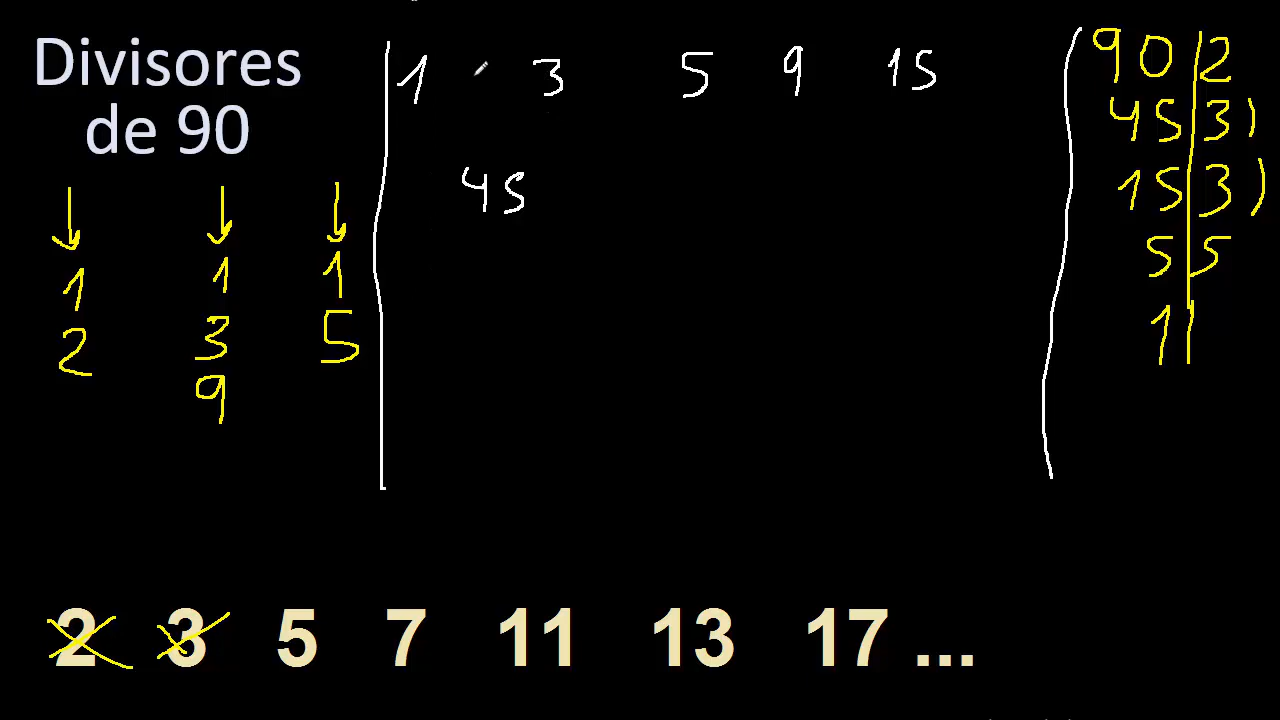 Divisores
de 90
1 3 5 9 15
45
90 2
45 3)
15 3)
5 5
1
1 1 1
2 3 5
9
2 3 5 7 11 13 17 ...